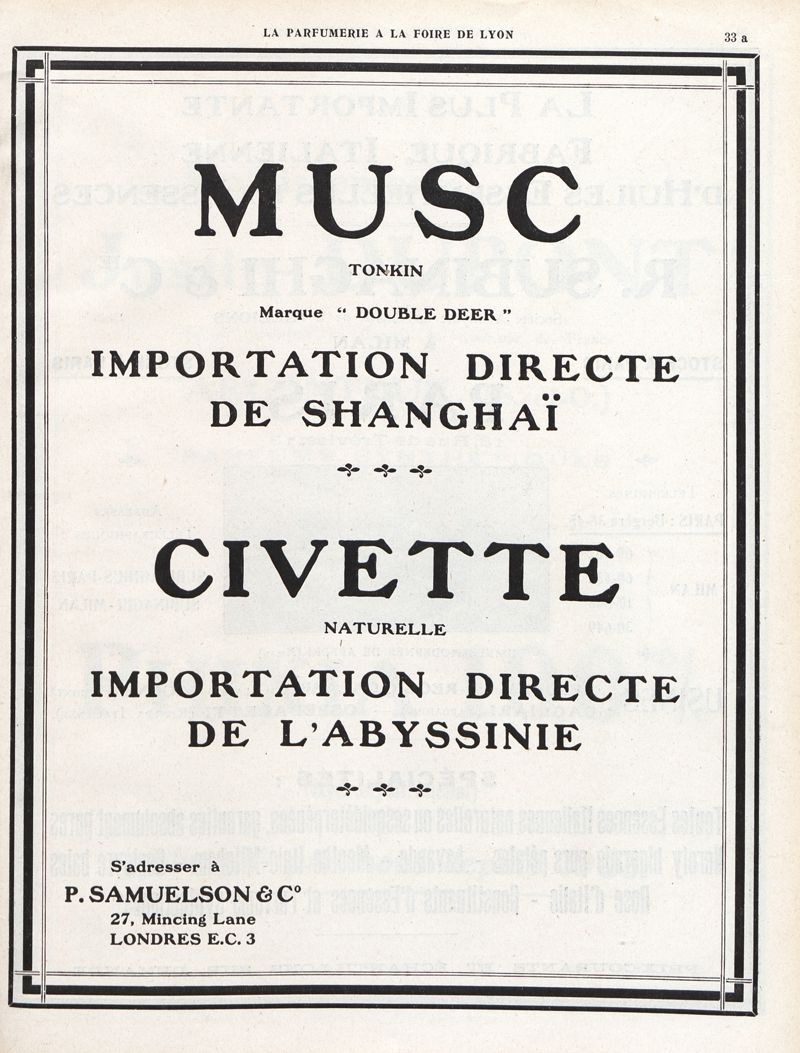 LA PARFUMERIE A LA FOIRE DE LYON
33 a
MUSC
TONKIN
Marque “ DOUBLE DEER ”
IMPORTATION DIRECTE
DE SHANGHAÏ
CIVETTE
NATURELLE
IMPORTATION DIRECTE
DE L'ABYSSINIE
S'adresser à
P. SAMUELSON & Cº
27, Mincing Lane
LONDRES E.C. 3